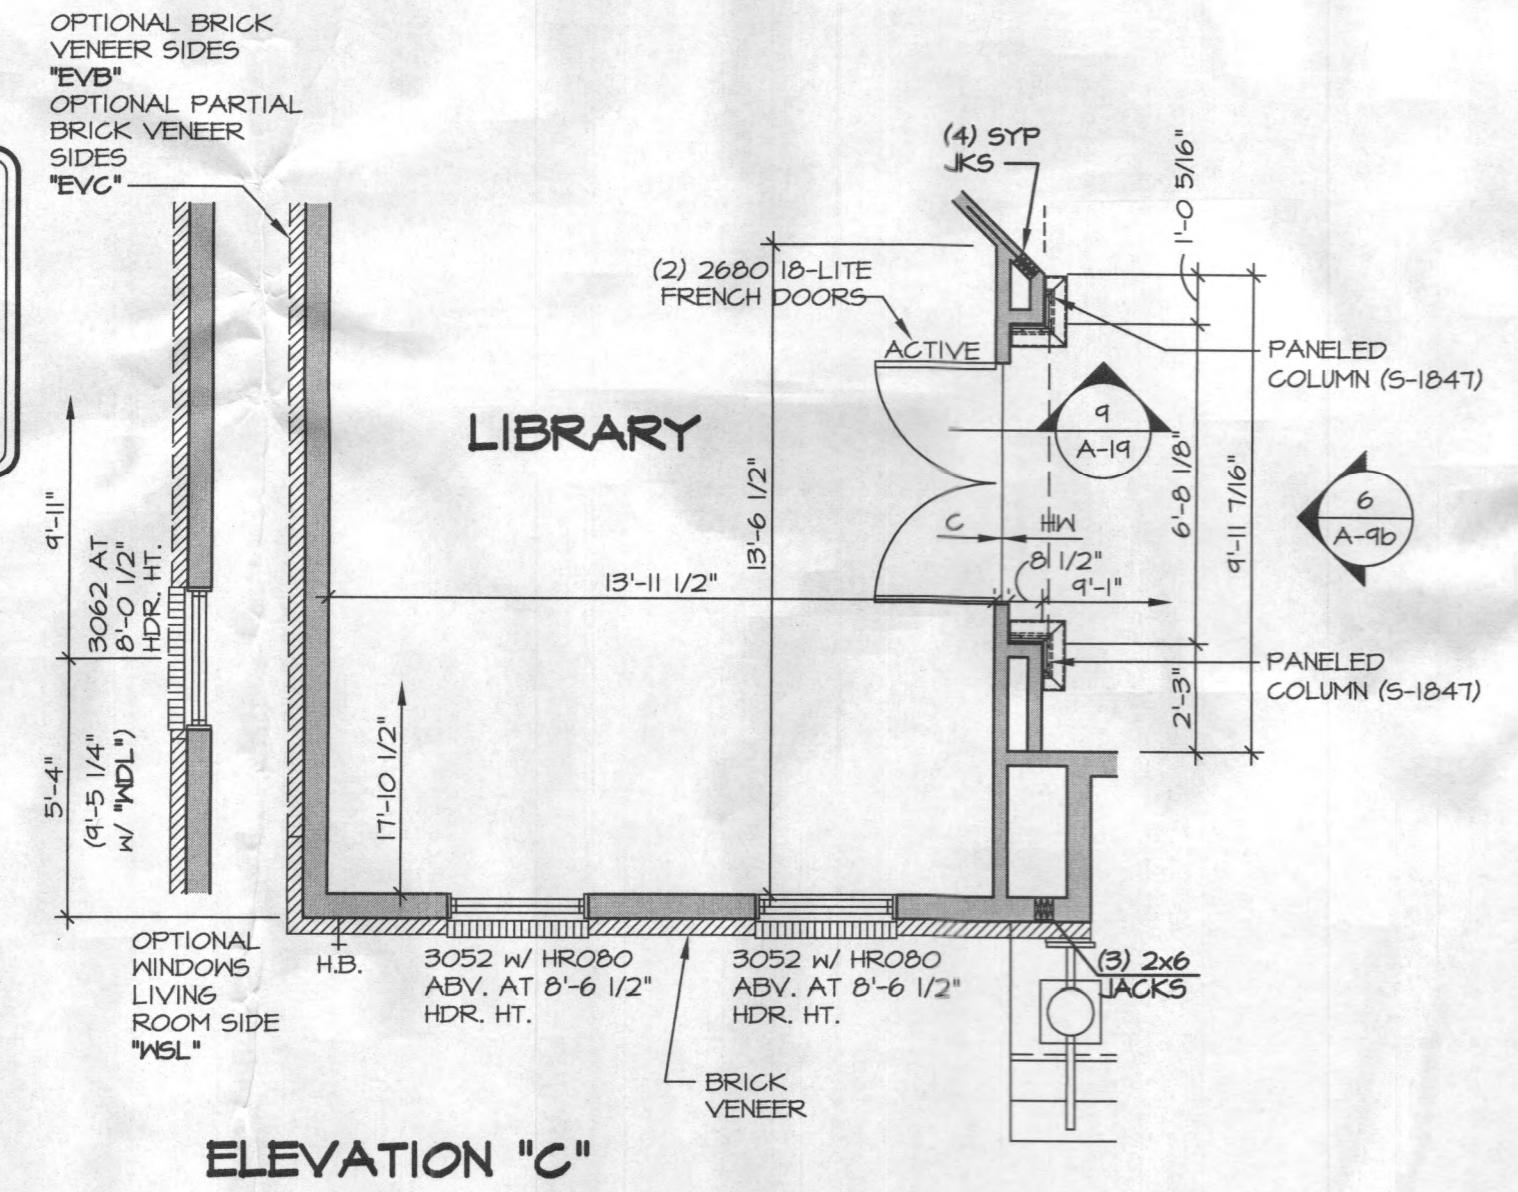 OPTIONAL BRICK
VENEER SIDES
"EVB"
OPTIONAL PARTIAL
BRICK VENEER
SIDES
"EVC"
(4) SYP
JKS
1'-0 5/16"
(2) 2680 18-LITE
FRENCH DOORS
ACTIVE
PANELED
COLUMN (S-1847)
LIBRARY
9
A-19
13'-6 1/2"
6'-8 1/8"
9'-11 7/16"
6
A-9b
C
HW
8 1/2"
9'-1"
13'-11 1/2"
9'-11"
3062 AT
8'-0 1/2"
HDR. HT.
PANELED
COLUMN (S-1847)
2'-3"
17'-10 1/2"
5'-4"
(9'-5 1/4"
W/ "WDL")
OPTIONAL
WINDOWS
LIVING
ROOM SIDE
"WSL"
H.B.
3052 W/ HR080
ABV. AT 8'-6 1/2"
HDR. HT.
3052 W/ HR080
ABV. AT 8'-6 1/2"
HDR. HT.
(3) 2x6
JACKS
BRICK
VENEER
ELEVATION "C"